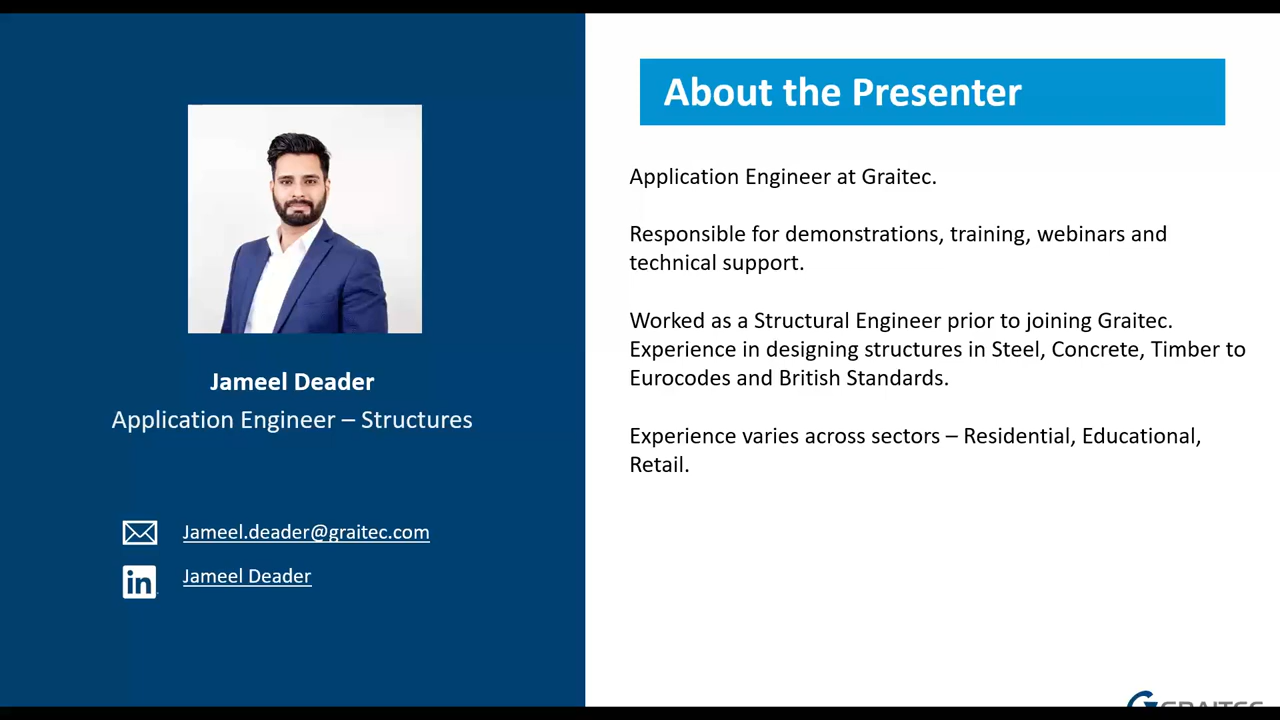 About the Presenter
Jameel Deader
Application Engineer – Structures
Jameel.deader@graitec.com
in
Jameel Deader
Application Engineer at Graitec.
Responsible for demonstrations, training, webinars and
technical support.
Worked as a Structural Engineer prior to joining Graitec.
Experience in designing structures in Steel, Concrete, Timber to
Eurocodes and British Standards.
Experience varies across sectors – Residential, Educational,
Retail.
GRAITEC